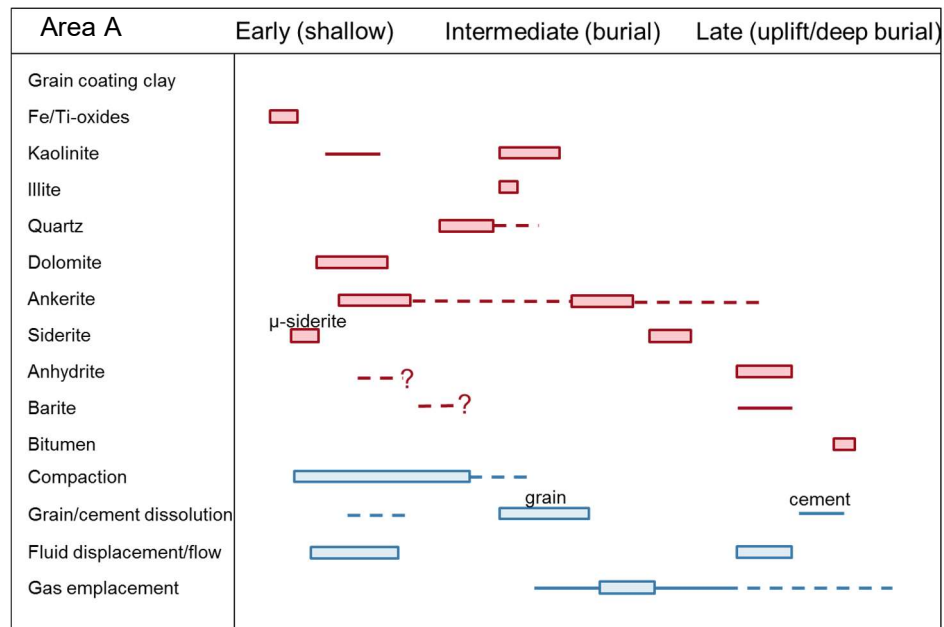 Area A
Early (shallow)
Intermediate (burial)
Late (uplift/deep burial)
Grain coating clay
Fe/Ti-oxides
Kaolinite
Illite
Quartz
Dolomite
Ankerite
μ-siderite
Siderite
Anhydrite
?
Barite
?
Bitumen
Compaction
grain
cement
Grain/cement dissolution
Fluid displacement/flow
Gas emplacement